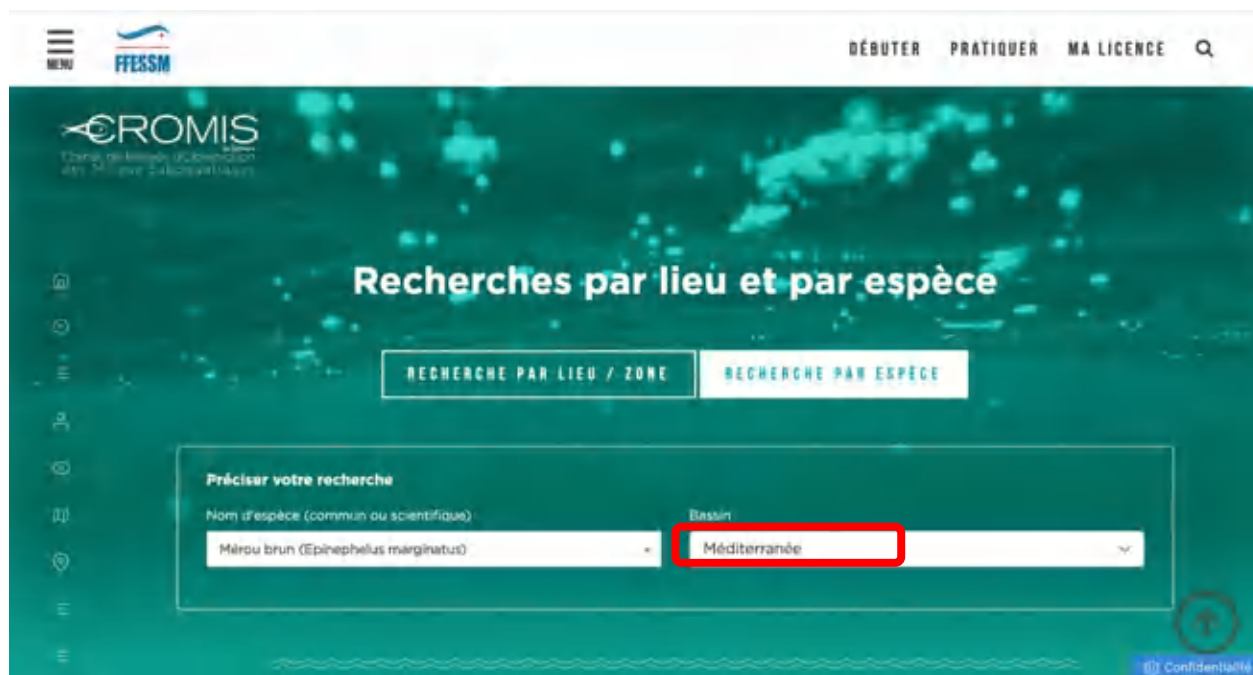 MENU
FFESSM
DÉBUTER PRATIQUER MA LICENCE
CROMIS
Recherches par lieu et par espèce
RECHERCHE PAR LIEU / ZONE
RECHERCHE PAR ESPÈCE
Préciser votre recherche
Nom d'espèce (commun ou scientifique)
Bassin
Mérou brun (Epinephelus marginatus)
Méditerranée
Confidentialité